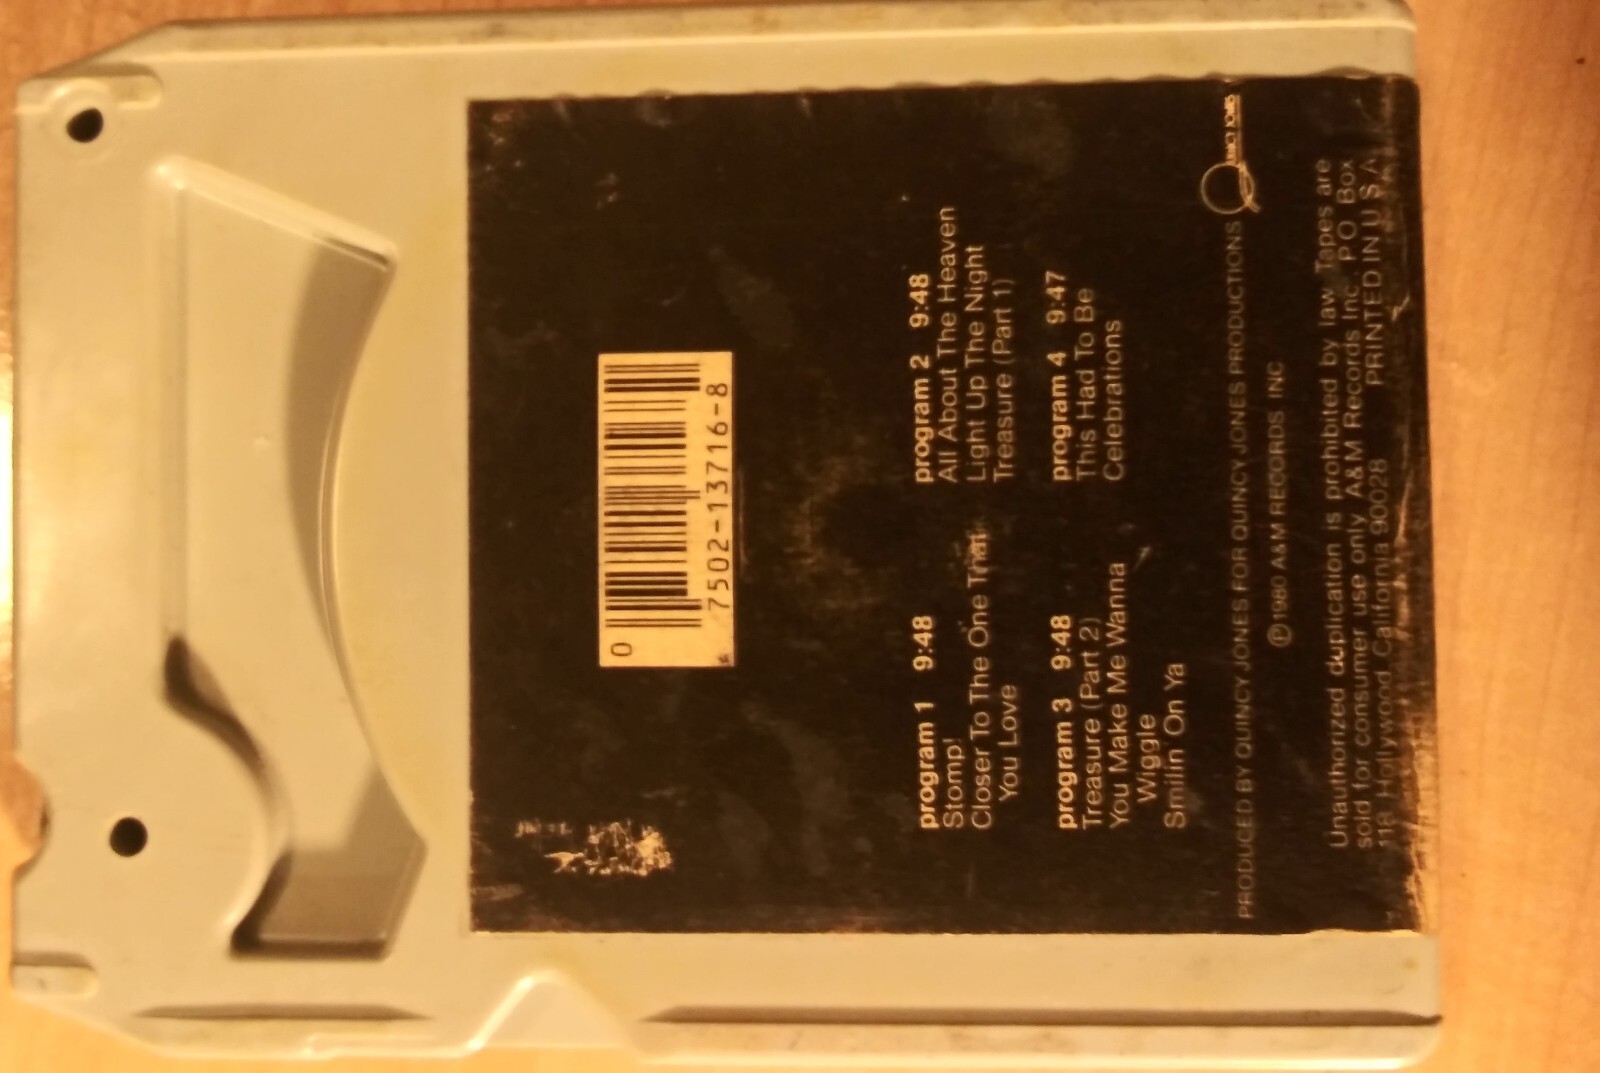 0
7502-13716-8
program 1 9:48
Stomp!
Closer To The One That
You Love
program 2 9:48
All About The Heaven
Light Up The Night
Treasure (Part 1)
program 3 9:48
Treasure (Part 2)
You Make Me Wanna
Wiggle
Smilin' On Ya
program 4 9:47
This Had To Be
Celebrations
PRODUCED BY QUINCY JONES FOR QUINCY JONES PRODUCTIONS
℗1980 A&M RECORDS INC
Unauthorized duplication is prohibited by law Tapes are
sold for consumer use only A&M Records Inc. P O Box
118 Hollywood California 90028 PRINTED IN U S A